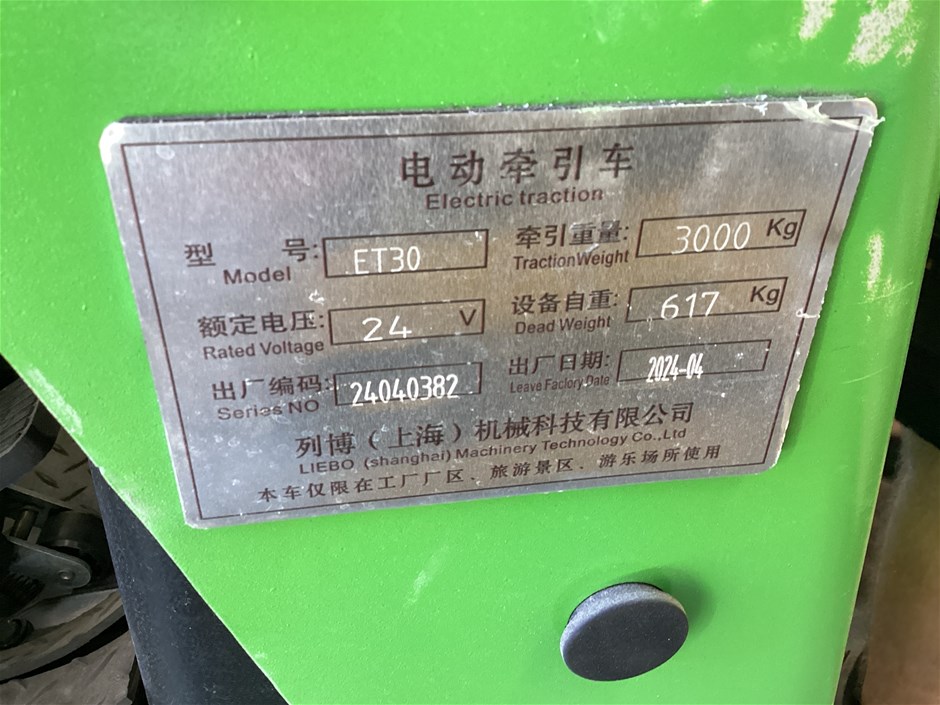 电动牵引车
Electric traction
型 号: ET30 牵引重量: 3000 Kg
Model TractionWeight
额定电压: 24 V 设备自重: 617 Kg
Rated Voltage Dead Weight
出厂编码: 24040382 出厂日期: 2024-04
Series NO Leave Factory Date
列博（上海）机械科技有限公司
LIEBO (shanghai) Machinery Technology Co.,Ltd
本车仅限在工厂厂区、旅游景区、游乐场所使用